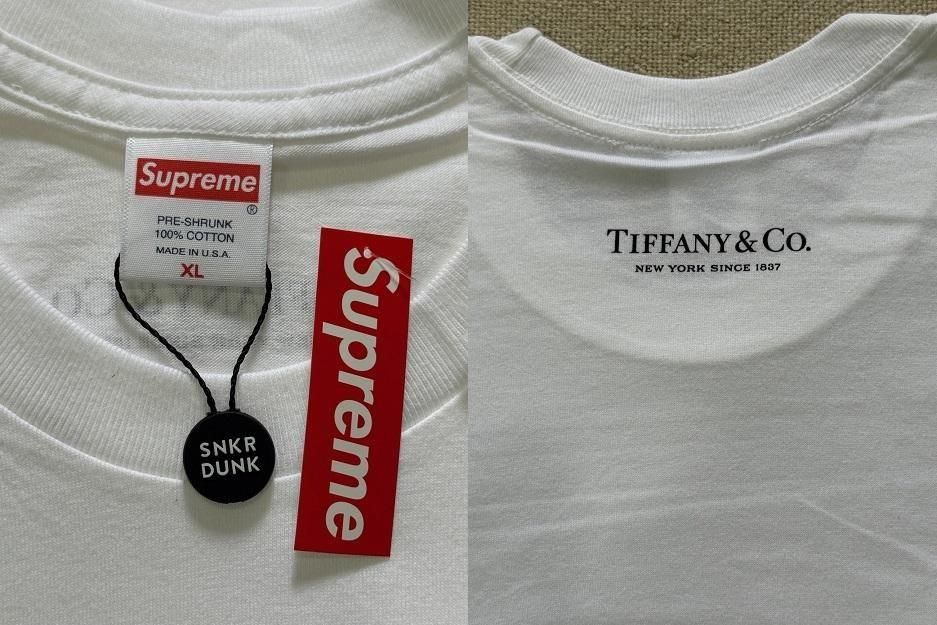 Supreme
®
PRE-SHRUNK
100% COTTON
MADE IN U.S.A.
XL
SNKR
DUNK
Supreme
TIFFANY & CO.
NEW YORK SINCE 1837